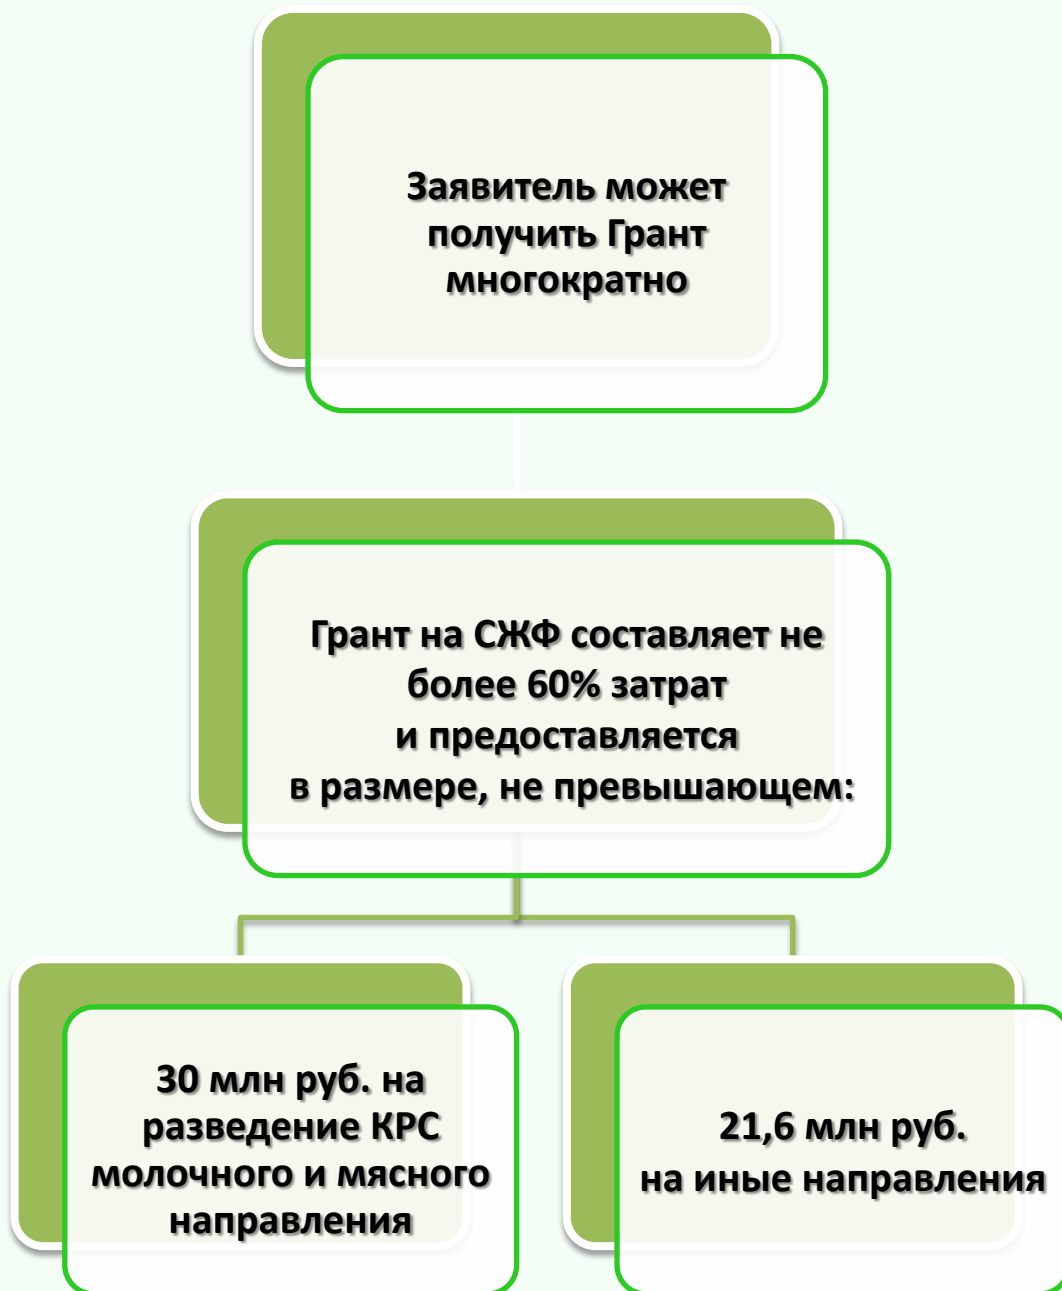 Заявитель может
получить Грант
многократно
Грант на СЖФ составляет не
более 60% затрат
и предоставляется
в размере, не превышающем:
30 млн руб. на
разведение КРС
молочного и мясного
направления
21,6 млн руб.
на иные направления